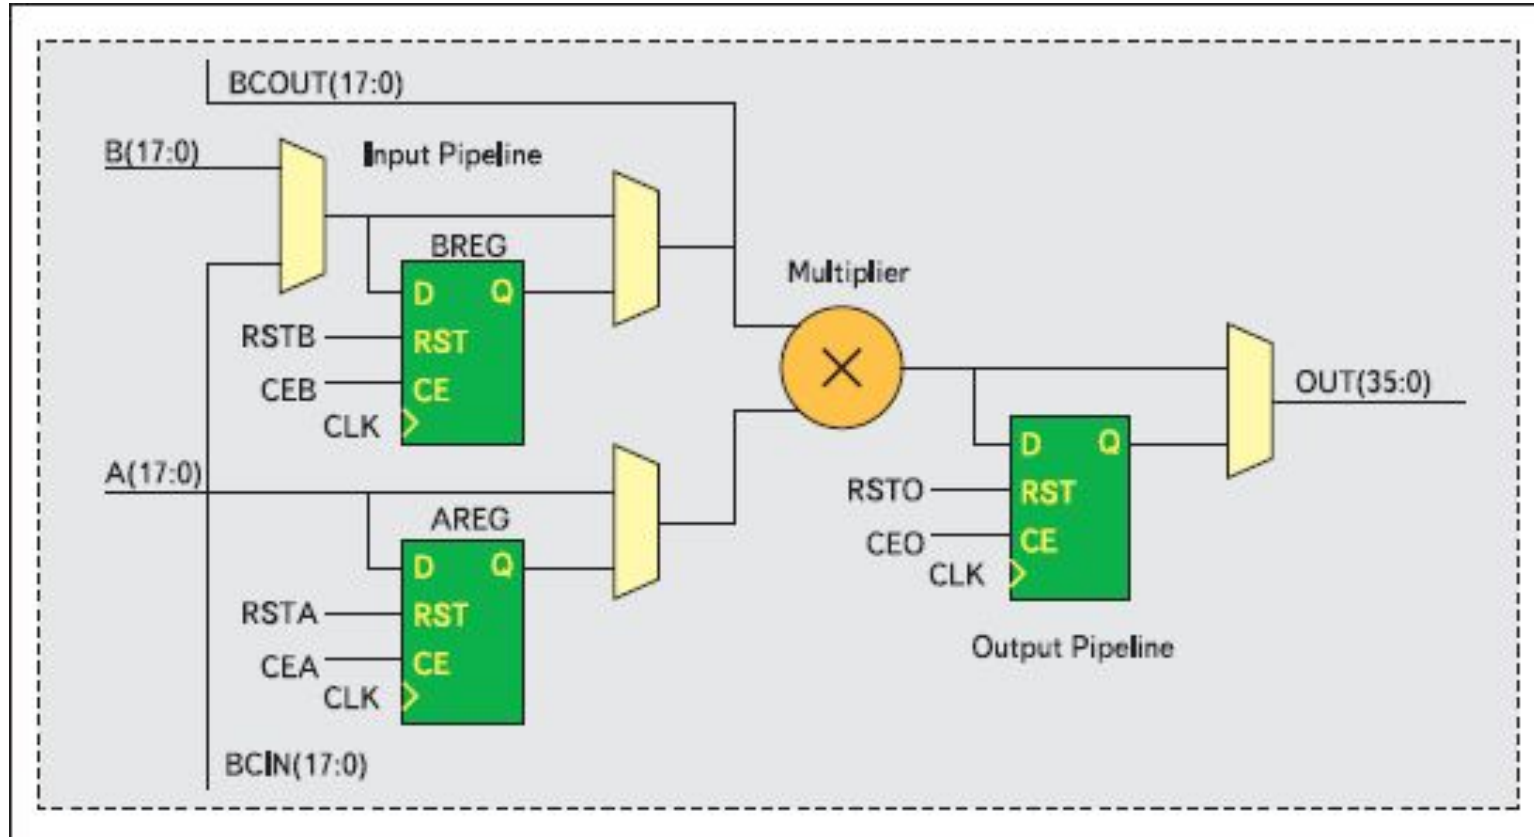 BCOUT(17:0)
B(17:0)
Input Pipeline
BREG
D Q
RSTB
RST
CEB
CE
CLK
Multiplier
A(17:0)
AREG
D Q
RSTA
RST
CEA
CE
CLK
BCIN(17:0)
OUT(35:0)
D Q
RSTO
RST
CEO
CE
CLK
Output Pipeline